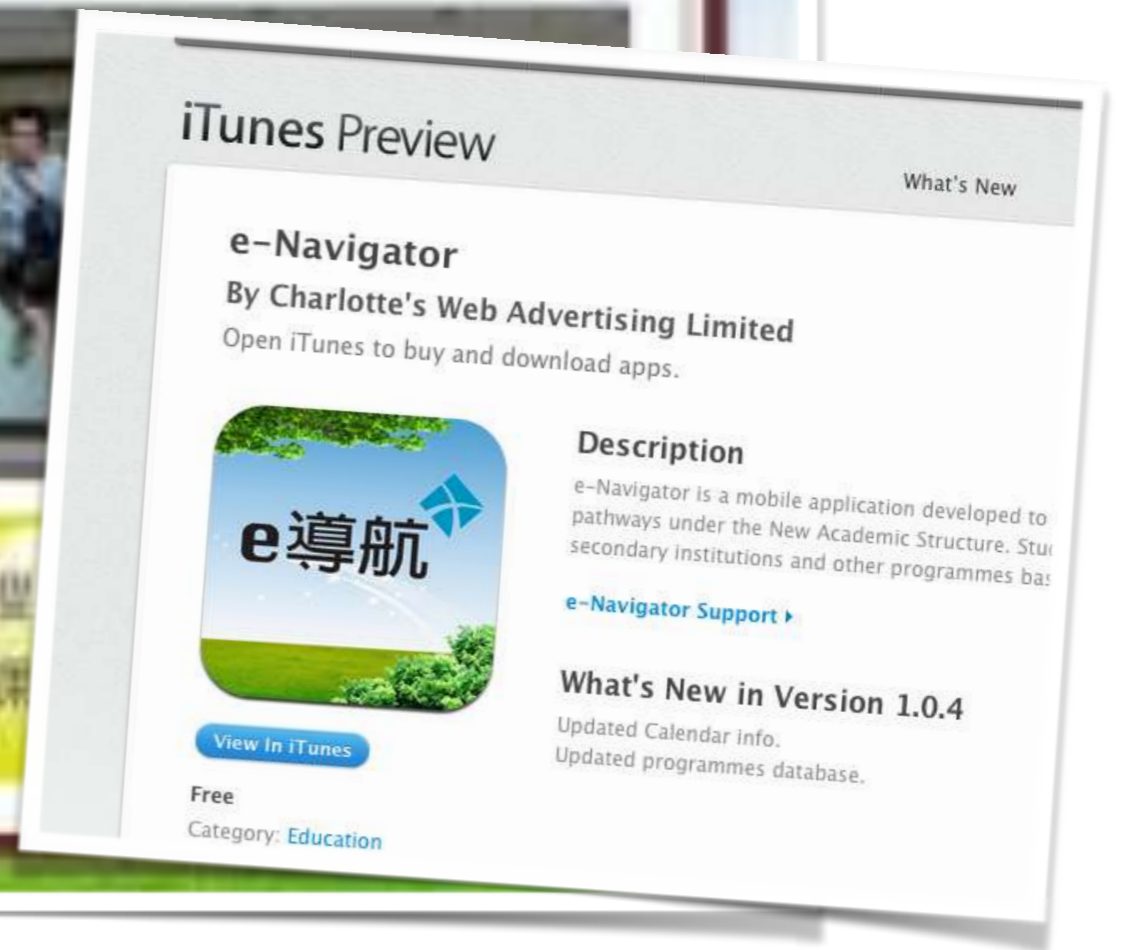 iTunes Preview
What's New
e-Navigator
By Charlotte's Web Advertising Limited
Open iTunes to buy and download apps.
e導航
Description
e-Navigator is a mobile application developed to
pathways under the New Academic Structure. Stu
secondary institutions and other programmes bas
e-Navigator Support
What's New in Version 1.0.4
Updated Calendar info.
Updated programmes database.
View In iTunes
Free
Category: Education